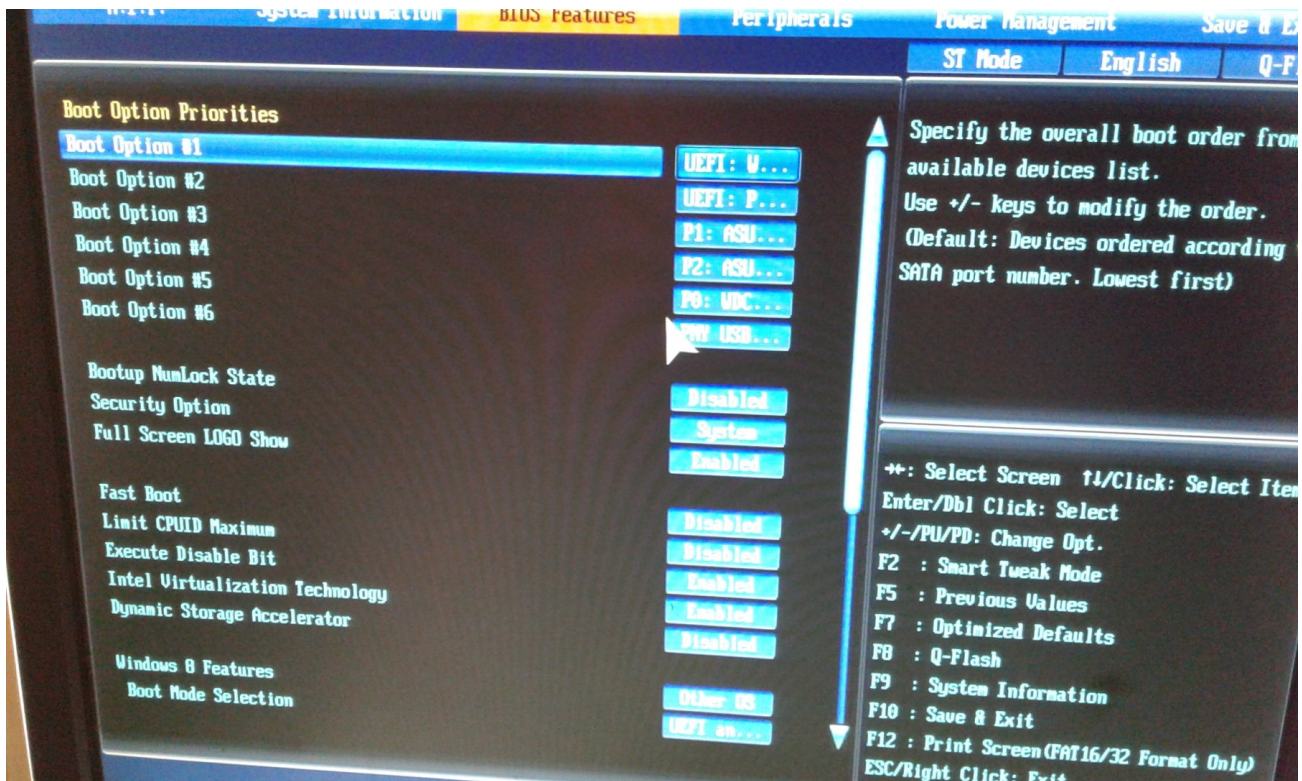 M.I.T. System Information BIOS Features Peripherals Power Management Save &
ST Mode English
Boot Option Priorities
Boot Option #1 UEFI: W...
Boot Option #2 UEFI: P...
Boot Option #3 P1: ASU...
Boot Option #4 P2: ASU...
Boot Option #5 P0: WDC...
Boot Option #6 PNY USB...
Bootup NumLock State Disabled
Security Option System
Full Screen LOGO Show Enabled
Fast Boot Disabled
Limit CPUID Maximum Disabled
Execute Disable Bit Enabled
Intel Virtualization Technology Enabled
Dynamic Storage Accelerator Disabled
Windows 8 Features Other OS
Boot Mode Selection UEFI an...
Specify the overall boot order from
available devices list.
Use +/- keys to modify the order.
(Default: Devices ordered according
SATA port number. Lowest first)
→←: Select Screen ↑↓/Click: Select Item
Enter/Dbl Click: Select
+/-/PU/PD: Change Opt.
F2 : Smart Tweak Mode
F5 : Previous Values
F7 : Optimized Defaults
F8 : Q-Flash
F9 : System Information
F10 : Save & Exit
F12 : Print Screen(FAT16/32 Format Only)
ESC/Right Click: Exit